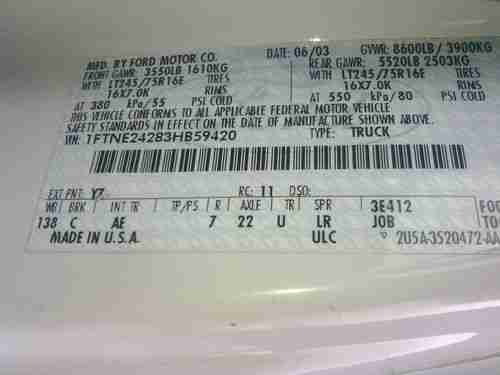 MFD. BY FORD MOTOR CO.
DATE: 06/03 GVWR: 8600LB/ 3900KG
FRONT GAWR: 3550LB 1610KG
REAR GAWR: 5520LB 2503KG
WITH LT245/75R16E TIRES
WITH LT245/75R16E TIRES
16X7.0K RIMS
16X7.0K RIMS
AT 380 kPa/55 PSI COLD
AT 550 kPa/80 PSI COLD
THIS VEHICLE CONFORMS TO ALL APPLICABLE FEDERAL MOTOR VEHICLE
SAFETY STANDARDS IN EFFECT ON THE DATE OF MANUFACTURE SHOWN ABOVE.
VIN: 1FTNE24283HB59420
TYPE: TRUCK
EXT PNT: Y7 RC: 11 DSO:
WB BRK INT TR TP/PS R AXLE TR SPR 3E412
138 C AE 7 22 U LR JOB
MADE IN U.S.A. ULC 2U5A-3520472-AA
FO
TO